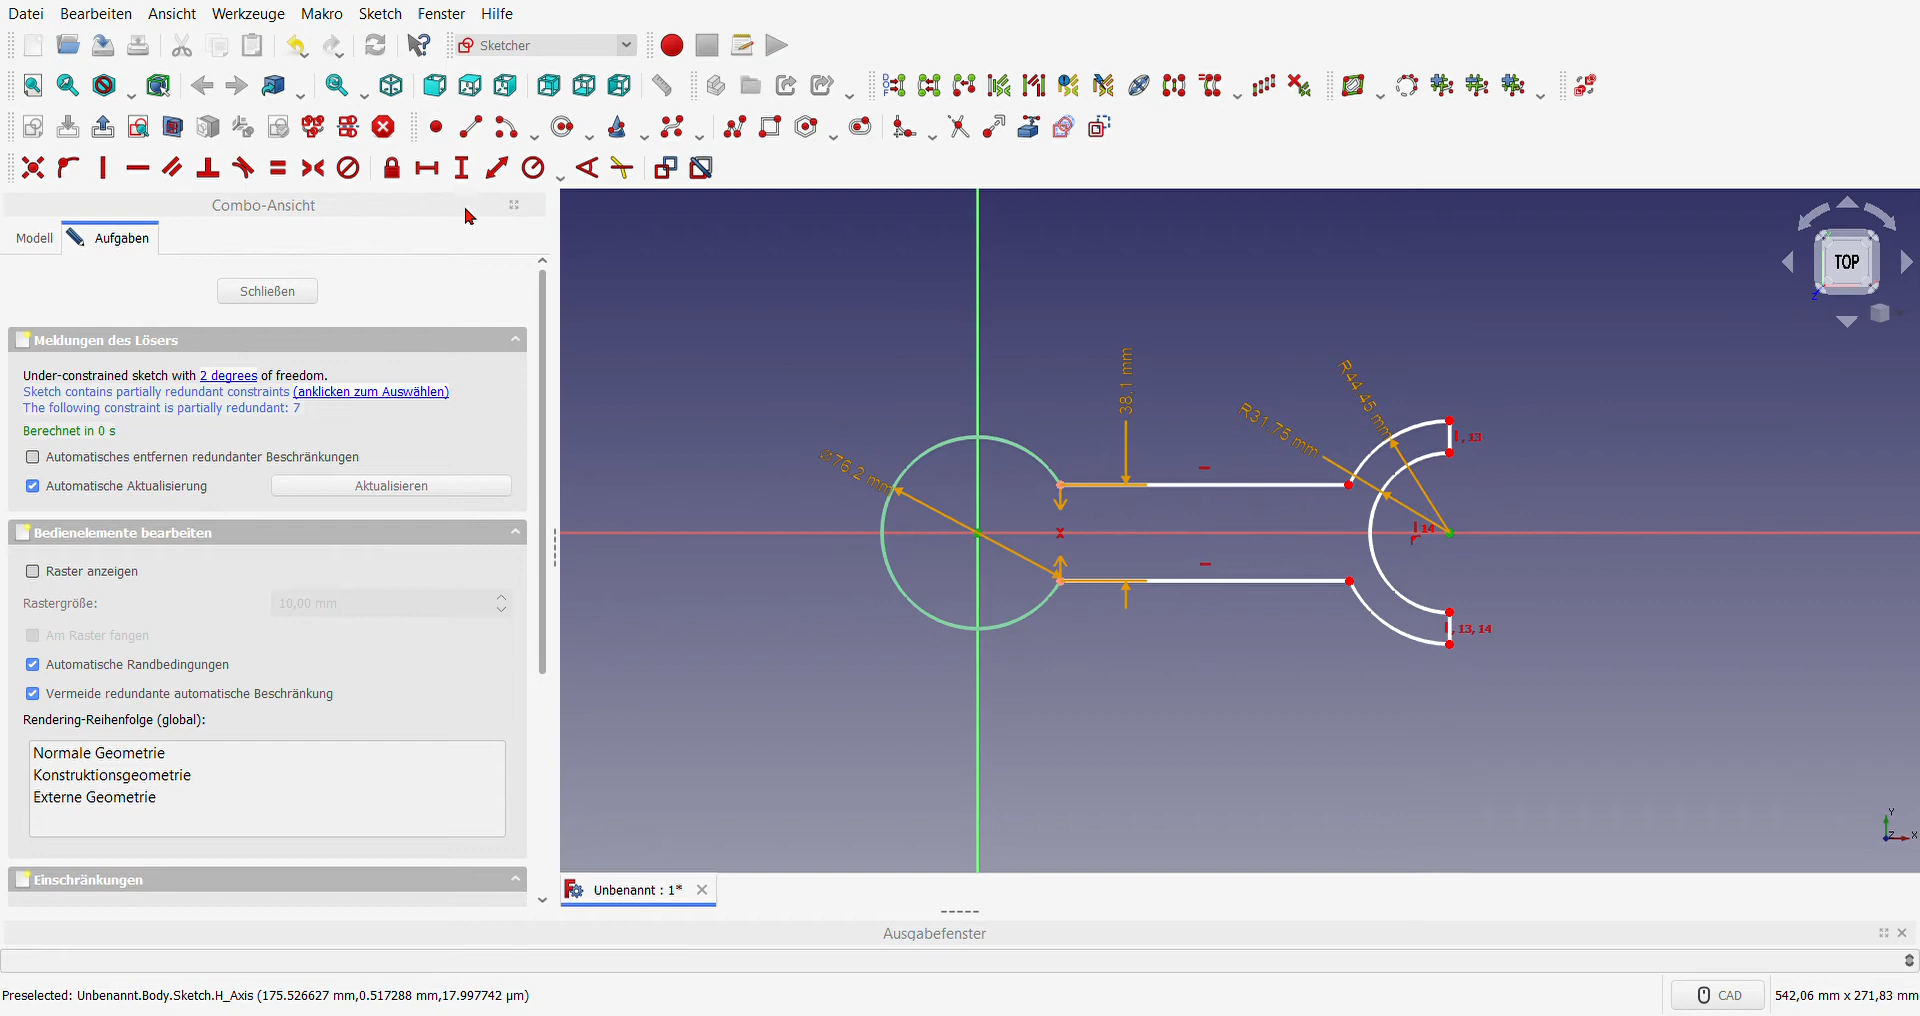 Datei Bearbeiten Ansicht Werkzeuge Makro Sketch Fenster Hilfe
Sketcher
Combo-Ansicht
Modell Aufgaben
Schließen
Meldungen des Lösers
Under-constrained sketch with 2 degrees of freedom.
Sketch contains partially redundant constraints (anklicken zum Auswählen)
The following constraint is partially redundant: 7
Berechnet in 0 s
Automatisches entfernen redundanter Beschränkungen
Automatische Aktualisierung Aktualisieren
Bedienelemente bearbeiten
Raster anzeigen
Rastergröße: 10,00 mm
Am Raster fangen
Automatische Randbedingungen
Vermeide redundante automatische Beschränkung
Rendering-Reihenfolge (global):
Normale Geometrie
Konstruktionsgeometrie
Externe Geometrie
Einschränkungen
TOP
Z
38.1 mm
R44.45 mm
R31.75 mm
Ø76.2 mm
, 13
14
, 13, 14
Y
Z X
Unbenannt : 1*
Ausgabefenster
Preselected: Unbenannt.Body.Sketch.H_Axis (175.526627 mm,0.517288 mm,17.997742 µm)
CAD
542,06 mm x 271,83 mm